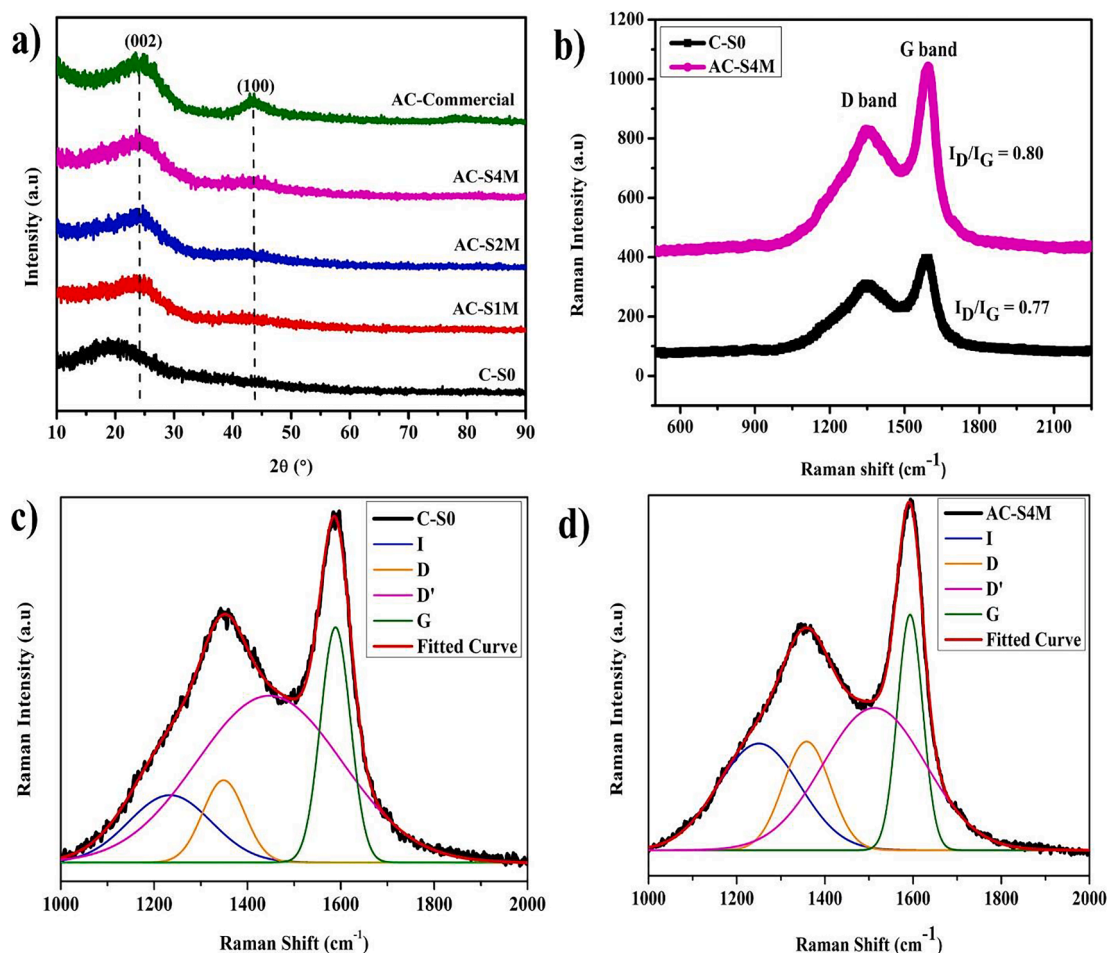 a)
(002)
(100)
AC-Commercial
AC-S4M
AC-S2M
AC-S1M
C-S0
Intensity (a.u)
10 20 30 40 50 60 70 80 90
2θ (°)
b)
C-S0
AC-S4M
G band
D band
I_D/I_G = 0.80
I_D/I_G = 0.77
Raman Intensity (a.u)
1200
1000
800
600
400
200
0
600 900 1200 1500 1800 2100
Raman shift (cm⁻¹)
c)
C-S0
I
D
D'
G
Fitted Curve
Raman Intensity (a.u)
1000 1200 1400 1600 1800 2000
Raman Shift (cm⁻¹)
d)
AC-S4M
I
D
D'
G
Fitted Curve
Raman Intensity (a.u)
1000 1200 1400 1600 1800 2000
Raman Shift (cm⁻¹)